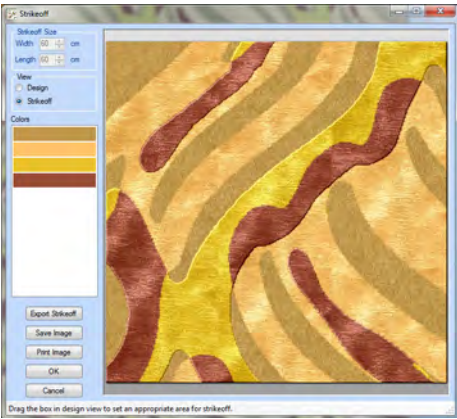 Strikeoff
Strikeoff Size
Width 60 cm
Length 60 cm
View
Design
Strikeoff
Colors
Export Strikeoff
Save Image
Print Image
OK
Cancel
Drag the box in design view to set an appropriate area for strikeoff.